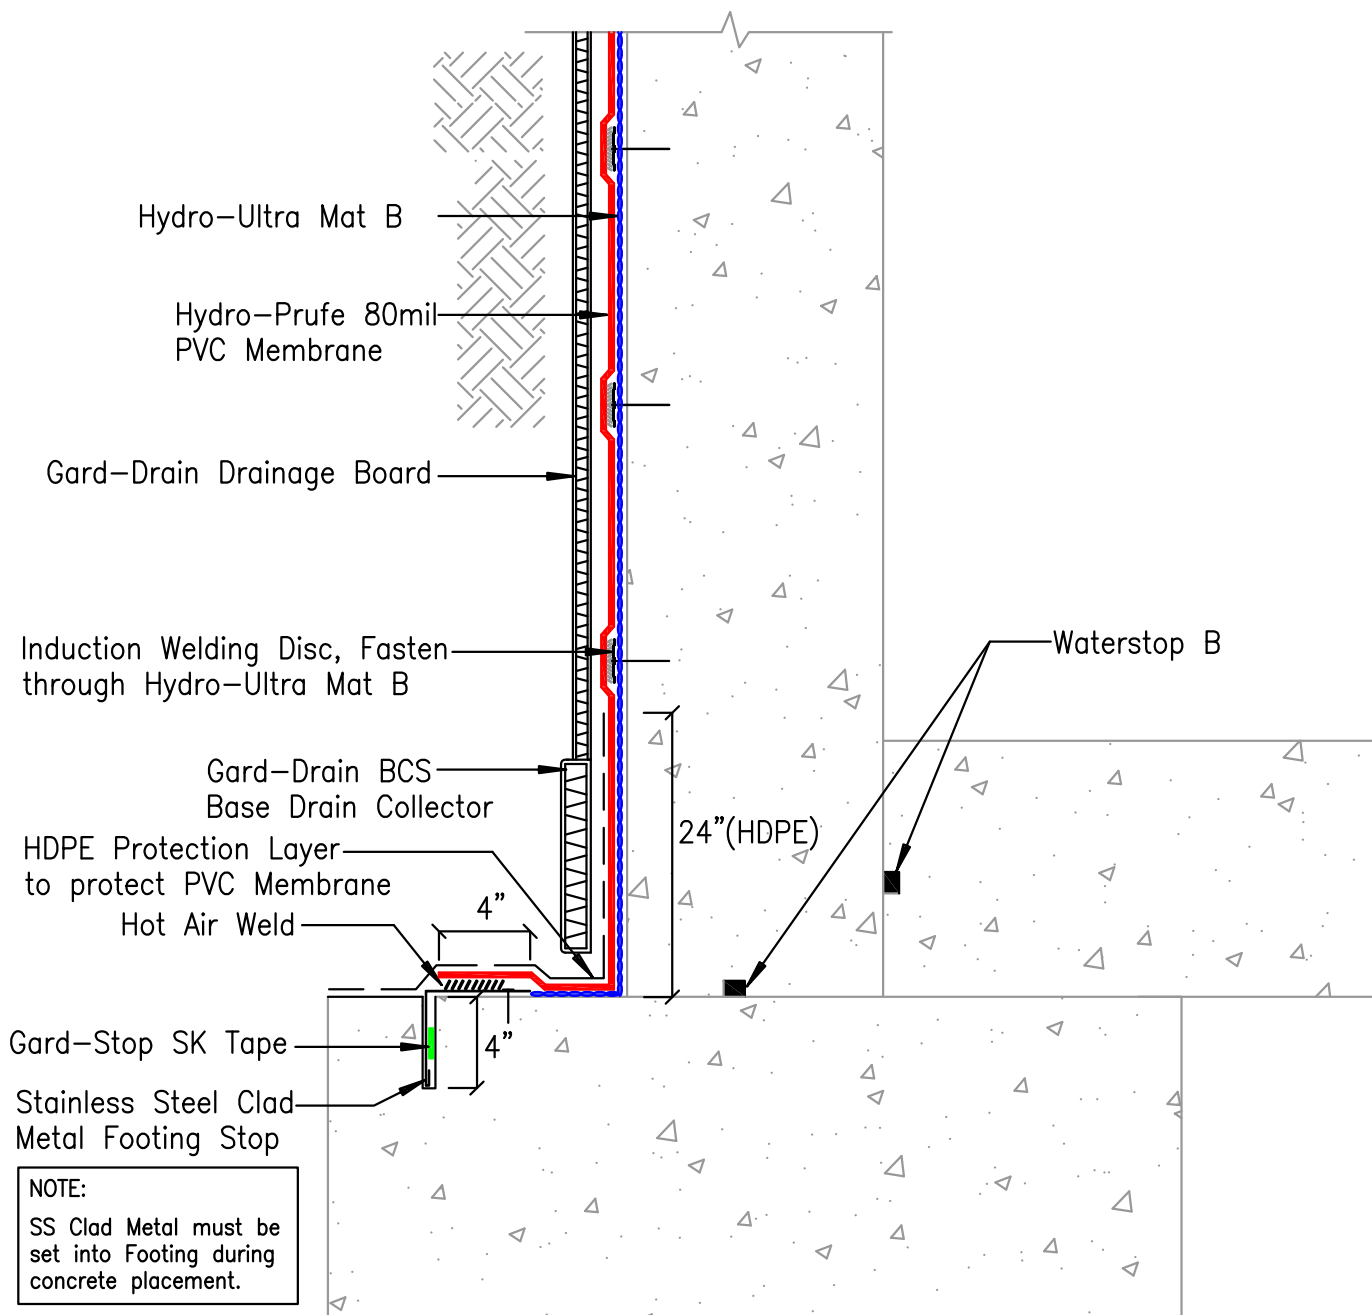 Hydro-Ultra Mat B
Hydro-Prufe 80mil
PVC Membrane
Gard-Drain Drainage Board
Induction Welding Disc, Fasten
through Hydro-Ultra Mat B
Waterstop B
Gard-Drain BCS
Base Drain Collector
24"(HDPE)
HDPE Protection Layer
to protect PVC Membrane
4"
Hot Air Weld
Gard-Stop SK Tape
4"
Stainless Steel Clad
Metal Footing Stop
NOTE:
SS Clad Metal must be
set into Footing during
concrete placement.